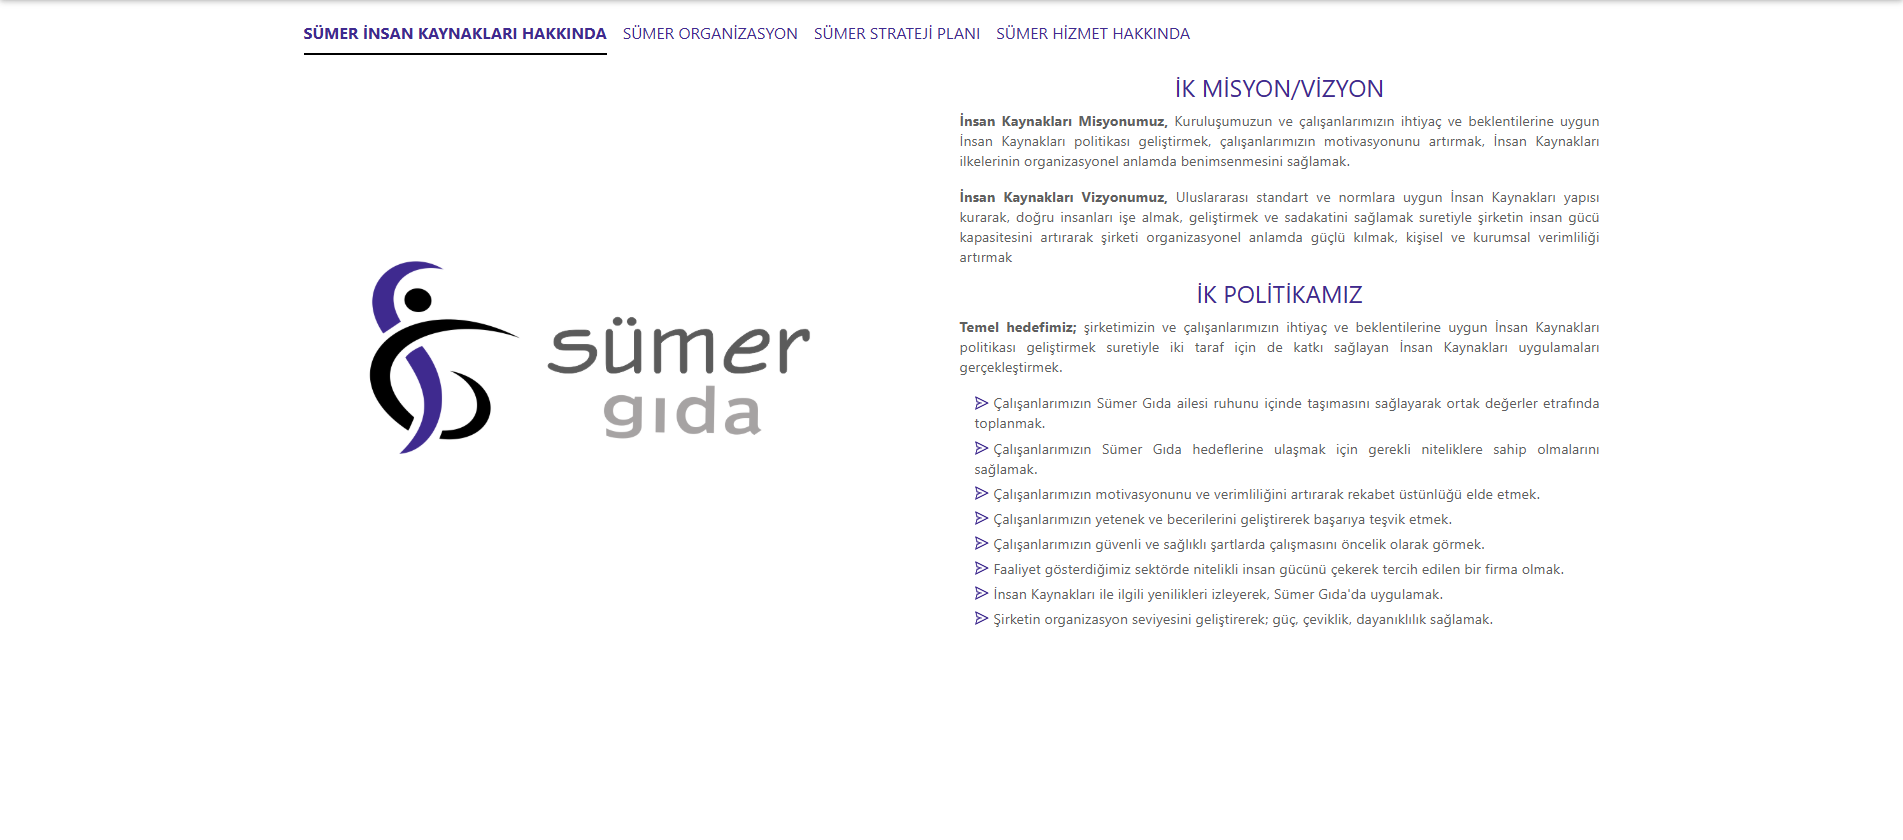 SÜMER İNSAN KAYNAKLARI HAKKINDA SÜMER ORGANİZASYON SÜMER STRATEJİ PLANI SÜMER HİZMET HAKKINDA
sümer
gıda
İK MİSYON/VİZYON
İnsan Kaynakları Misyonumuz, Kuruluşumuzun ve çalışanlarımızın ihtiyaç ve beklentilerine uygun
İnsan Kaynakları politikası geliştirmek, çalışanlarımızın motivasyonunu artırmak, İnsan Kaynakları
ilkelerinin organizasyonel anlamda benimsenmesini sağlamak.
İnsan Kaynakları Vizyonumuz, Uluslararası standart ve normlara uygun İnsan Kaynakları yapısı
kurarak, doğru insanları işe almak, geliştirmek ve sadakatini sağlamak suretiyle şirketin insan gücü
kapasitesini artırarak şirketi organizasyonel anlamda güçlü kılmak, kişisel ve kurumsal verimliliği
artırmak
İK POLİTİKAMIZ
Temel hedefimiz; şirketimizin ve çalışanlarımızın ihtiyaç ve beklentilerine uygun İnsan Kaynakları
politikası geliştirmek suretiyle iki taraf için de katkı sağlayan İnsan Kaynakları uygulamaları
gerçekleştirmek.
Çalışanlarımızın Sümer Gıda ailesi ruhunu içinde taşımasını sağlayarak ortak değerler etrafında
toplanmak.
Çalışanlarımızın Sümer Gıda hedeflerine ulaşmak için gerekli niteliklere sahip olmalarını
sağlamak.
Çalışanlarımızın motivasyonunu ve verimliliğini artırarak rekabet üstünlüğü elde etmek.
Çalışanlarımızın yetenek ve becerilerini geliştirerek başarıya teşvik etmek.
Çalışanlarımızın güvenli ve sağlıklı şartlarda çalışmasını öncelik olarak görmek.
Faaliyet gösterdiğimiz sektörde nitelikli insan gücünü çekerek tercih edilen bir firma olmak.
İnsan Kaynakları ile ilgili yenilikleri izleyerek, Sümer Gıda'da uygulamak.
Şirketin organizasyon seviyesini geliştirerek; güç, çeviklik, dayanıklılık sağlamak.